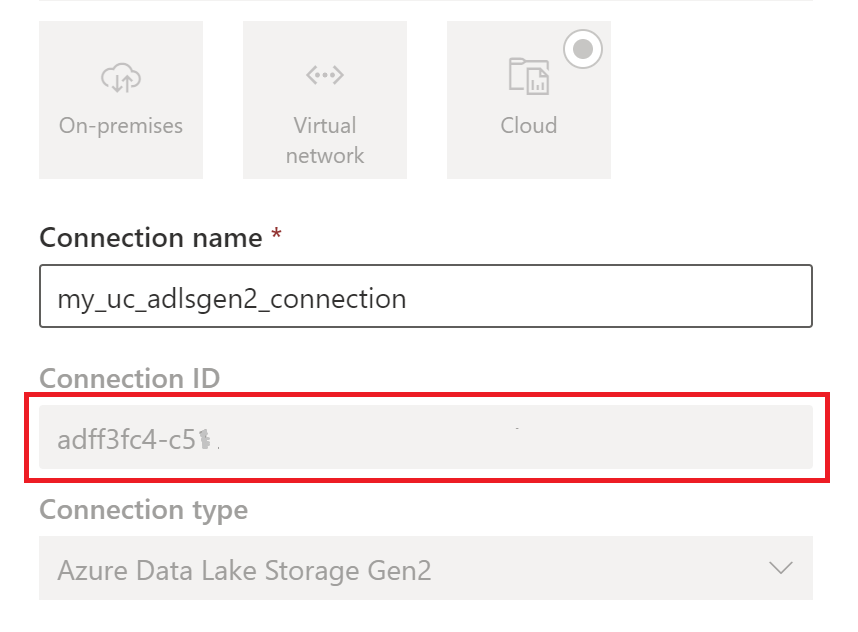 On-premises
Virtual
network
Cloud
Connection name *
my_uc_adlsgen2_connection
Connection ID
adff3fc4-c5
Connection type
Azure Data Lake Storage Gen2